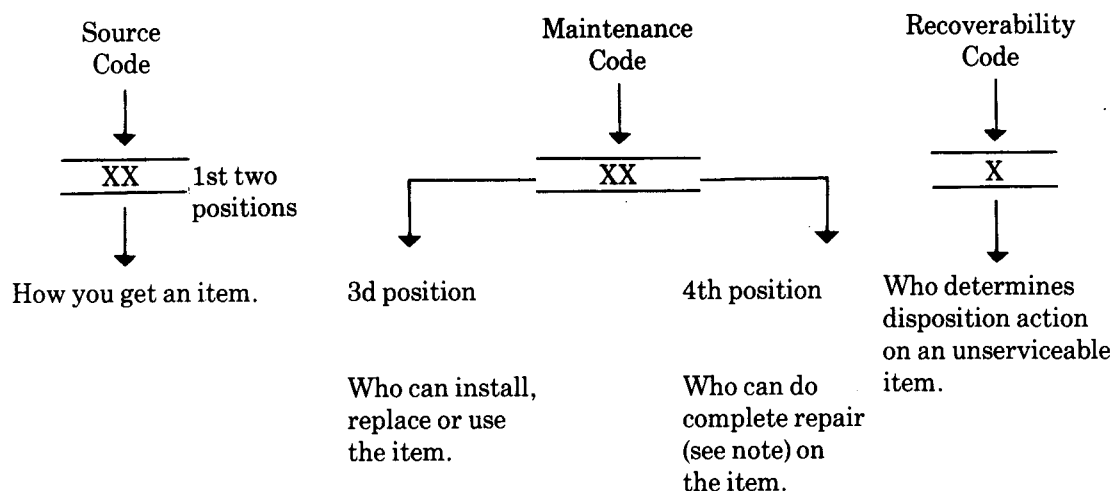 Source
Code
XX
1st two
positions
How you get an item.
Maintenance
Code
XX
3d position
Who can install,
replace or use
the item.
4th position
Who can do
complete repair
(see note) on
the item.
Recoverability
Code
X
Who determines
disposition action
on an unserviceable
item.